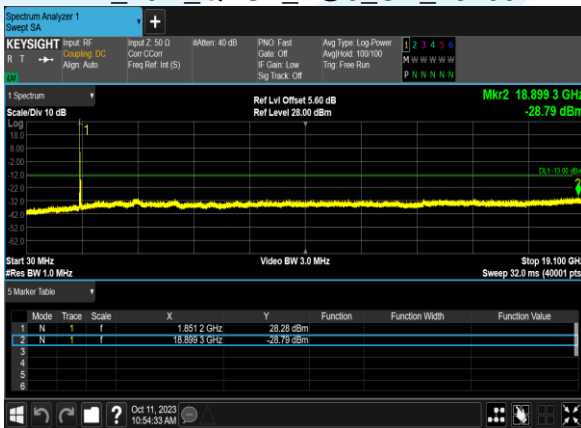 Spectrum Analyzer 1
Swept SA
+
KEYSIGHT Input: RF Input Z: 50 Ω #Atten: 40 dB PNO: Fast Avg Type: Log-Power 1 2 3 4 5 6
R T Coupling: DC Corr CCorr Gate: Off Avg|Hold: 100/100 M W W W W W
Align: Auto Freq Ref: Int (S) IF Gain: Low Trig: Free Run
LV Sig Track: Off P N N N N N
1 Spectrum Ref Lvl Offset 5.60 dB Mkr2 18.899 3 GHz
Scale/Div 10 dB Ref Level 28.00 dBm -28.79 dBm
Log
1
18.0
8.00
-2.00
-12.0
DL1 -13.00 dBm
-22.0
2
-32.0
-42.0
-52.0
-62.0
Start 30 MHz Video BW 3.0 MHz Stop 19.100 GHz
#Res BW 1.0 MHz Sweep 32.0 ms (40001 pts)
5 Marker Table
Mode Trace Scale X Y Function Function Width Function Value
1 N 1 f 1.851 2 GHz 28.28 dBm
2 N 1 f 18.899 3 GHz -28.79 dBm
3
4
5
6
? Oct 11, 2023
10:54:33 AM